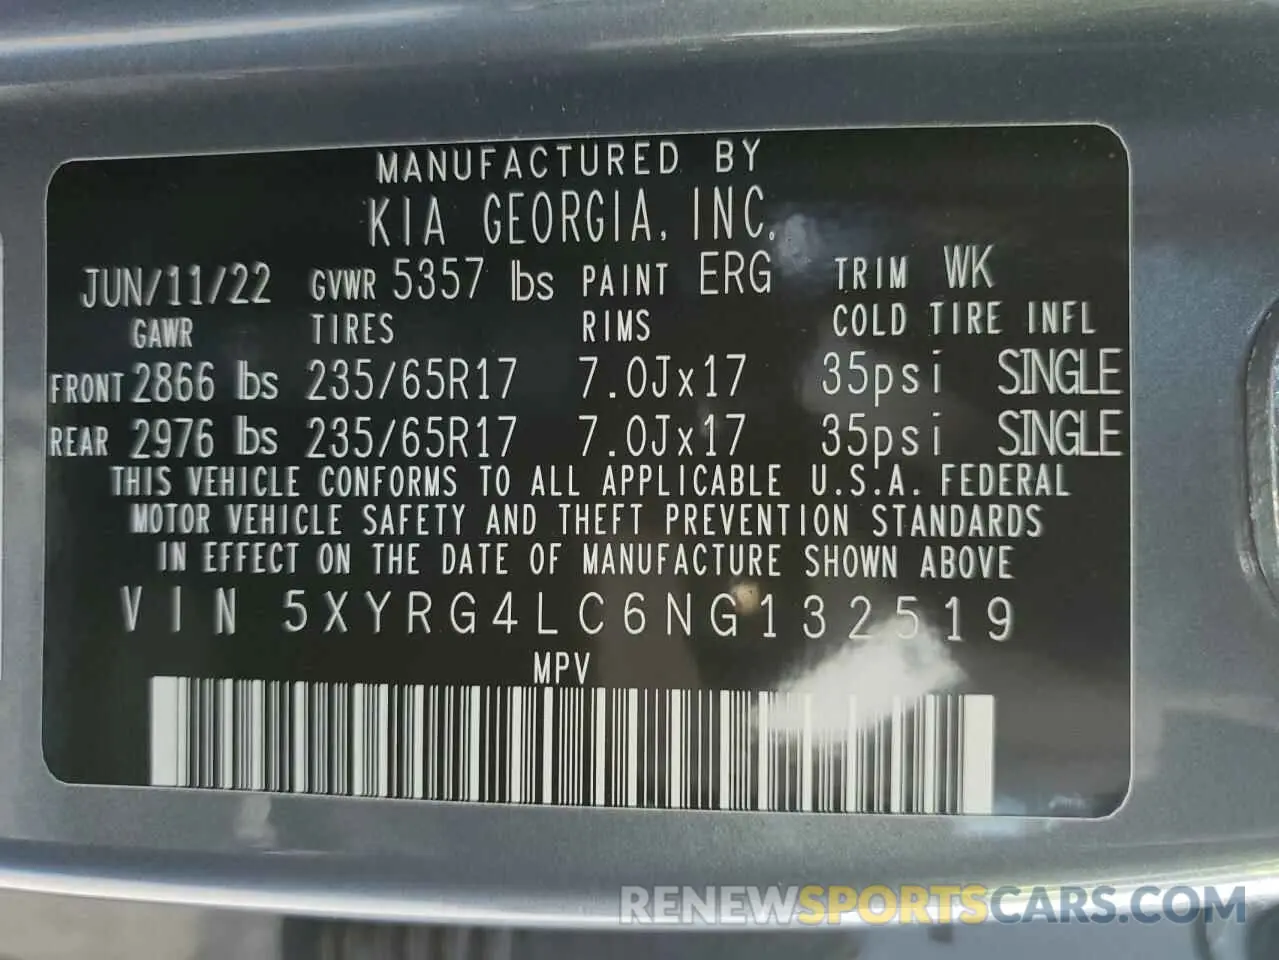 MANUFACTURED BY
KIA GEORGIA, INC.
JUN/11/22 GVWR 5357 lbs PAINT ERG TRIM WK
GAWR TIRES RIMS COLD TIRE INFL
FRONT 2866 lbs 235/65R17 7.0Jx17 35psi SINGLE
REAR 2976 lbs 235/65R17 7.0Jx17 35psi SINGLE
THIS VEHICLE CONFORMS TO ALL APPLICABLE U.S.A. FEDERAL
MOTOR VEHICLE SAFETY AND THEFT PREVENTION STANDARDS
IN EFFECT ON THE DATE OF MANUFACTURE SHOWN ABOVE
VIN 5XYRG4LC6NG132519
MPV
RENEWSPORTSCARS.COM